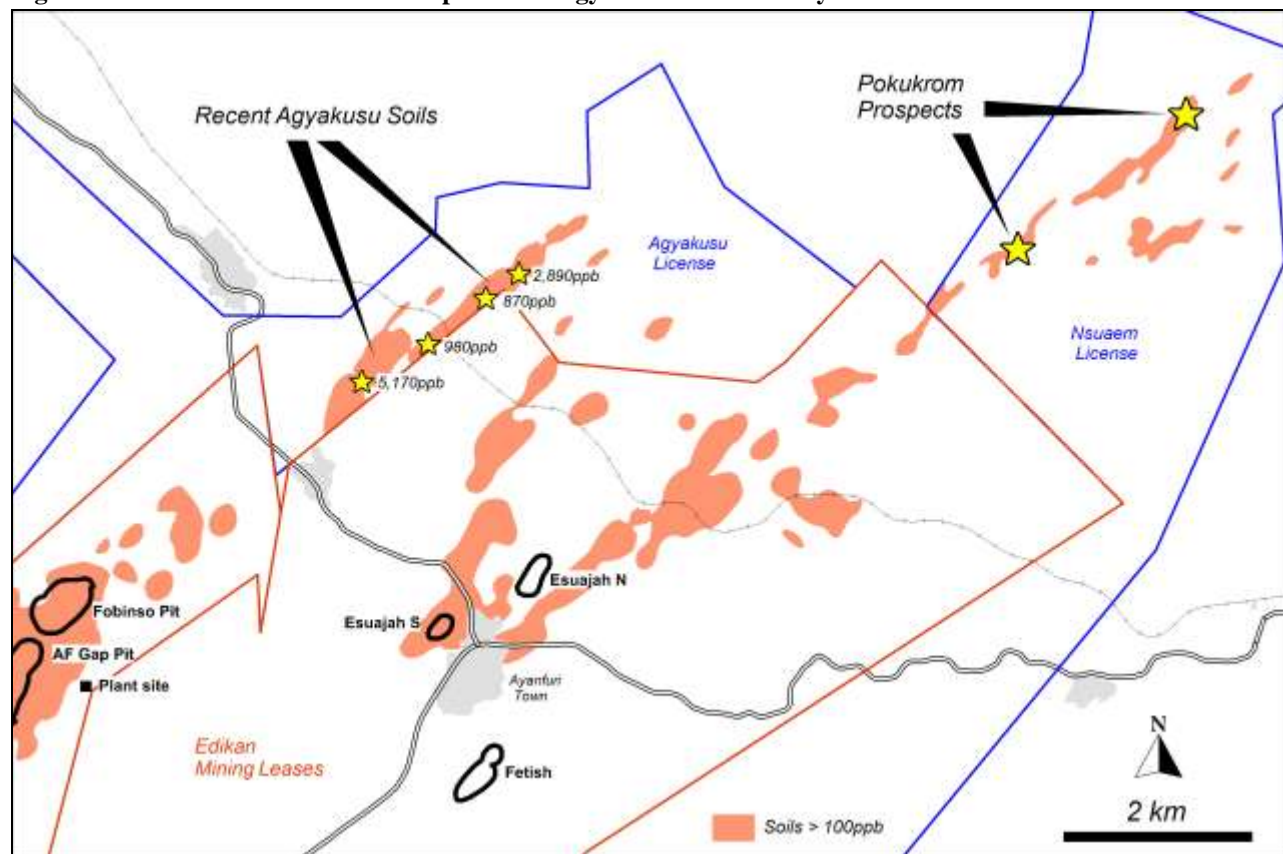 Recent Agyakusu Soils
Pokukrom
Prospects
Agyakusu
License
2,890ppb
870ppb
980ppb
5,170ppb
Nsuaem
License
Esuajah N
Fobinso Pit
Esuajah S
AF Gap Pit
Plant site
Ayanfuri
Town
Edikan
Mining Leases
Fetish
N
2 km
Soils > 100ppb